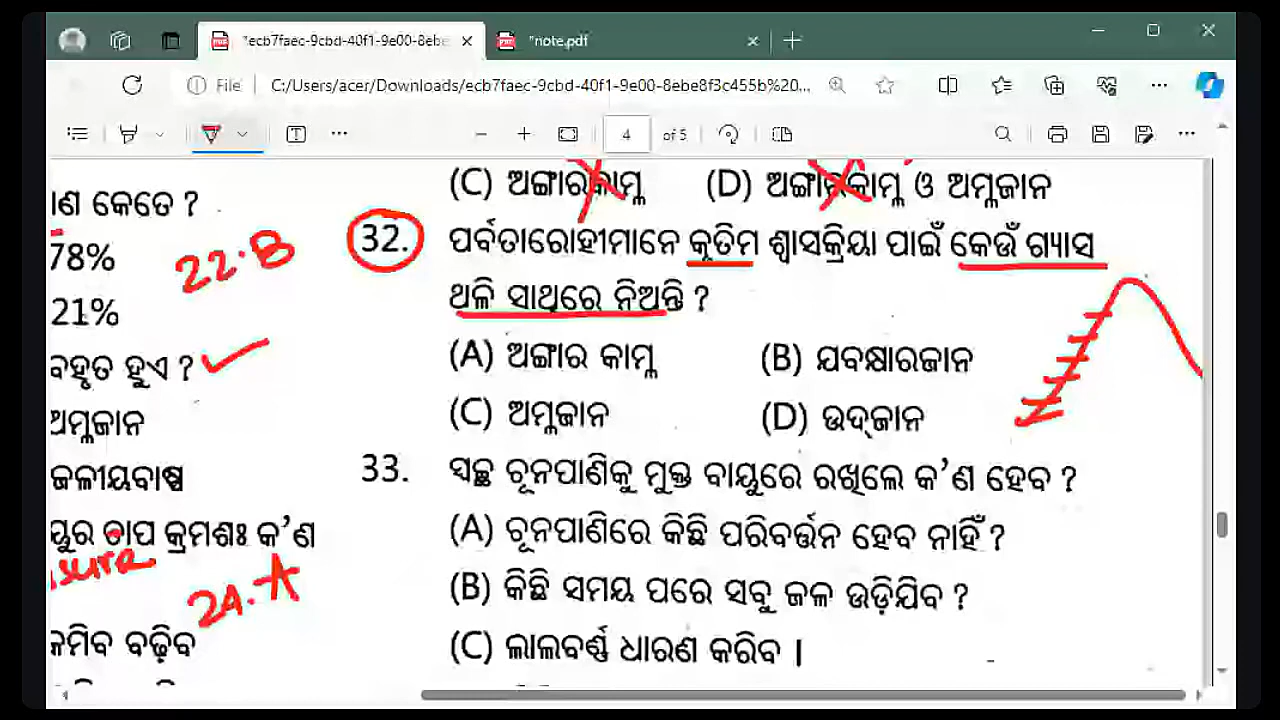 *ecb7faec-9cbd-40f1-9e00-8ebe
*note.pdf
File
C:/Users/acer/Downloads/ecb7faec-9cbd-40f1-9e00-8ebe8f3c455b%20...
4 of 5
ାଣ କେତେ ?
78%
22.B
21%
ବହୃତ ହୁଏ ?
ଅମ୍ଳଜାନ
ଜଳୀୟବାଷ୍ପ
ୟୁର ତାପ କ୍ରମଶଃ କ'ଣ
24.A
କମିବ ବଢ଼ିବ
(C) ଅଙ୍ଗାରକାମ୍ଳ (D) ଅଙ୍ଗାରକାମ୍ଳ ଓ ଅମ୍ଳଜାନ
32. ପର୍ବତାରୋହୀମାନେ କୃତିମ ଶ୍ୱାସକ୍ରିୟା ପାଇଁ କେଉଁ ଗ୍ୟାସ
ଥଳି ସାଥିରେ ନିଅନ୍ତି ?
(A) ଅଙ୍ଗାର କାମ୍ଳ (B) ଯବକ୍ଷାରଜାନ
(C) ଅମ୍ଳଜାନ (D) ଉଦ୍‌ଜାନ
33. ସ୍ୱଚ୍ଛ ଚୂନପାଣିକୁ ମୁକ୍ତ ବାୟୁରେ ରଖିଲେ କ'ଣ ହେବ ?
(A) ଚୂନପାଣିରେ କିଛି ପରିବର୍ତ୍ତନ ହେବ ନାହିଁ ?
(B) କିଛି ସମୟ ପରେ ସବୁ ଜଳ ଉଡ଼ିଯିବ ?
(C) ଲାଲବର୍ଣ୍ଣ ଧାରଣ କରିବ ।